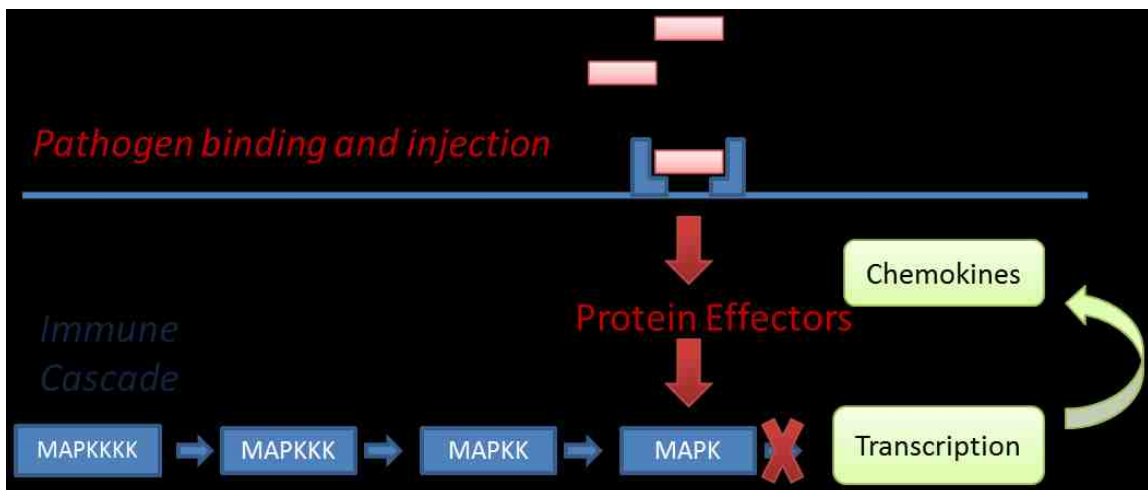 Pathogen binding and injection
Chemokines
Protein Effectors
Immune
Cascade
MAPKKKK
MAPKKK
MAPKK
MAPK
Transcription